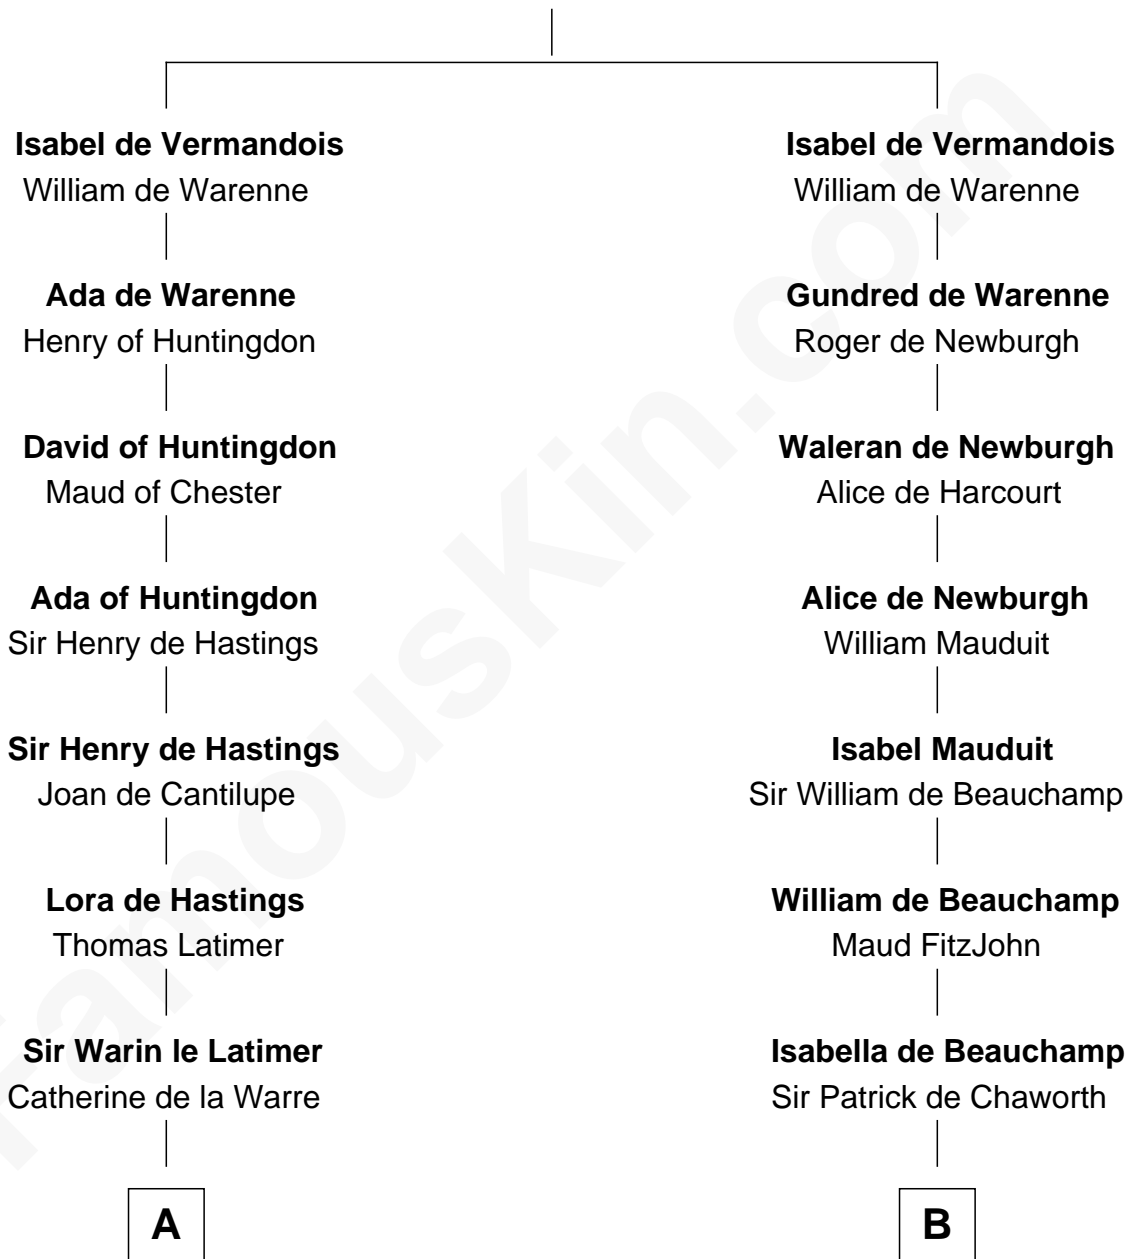 Isabel de Vermandois
William de Warenne
Ada de Warenne
Henry of Huntingdon
David of Huntingdon
Maud of Chester
Ada of Huntingdon
Sir Henry de Hastings
Sir Henry de Hastings
Joan de Cantilupe
Lora de Hastings
Thomas Latimer
Sir Warin le Latimer
Catherine de la Warre
A
Isabel de Vermandois
William de Warenne
Gundred de Warenne
Roger de Newburgh
Waleran de Newburgh
Alice de Harcourt
Alice de Newburgh
William Mauduit
Isabel Mauduit
Sir William de Beauchamp
William de Beauchamp
Maud FitzJohn
Isabella de Beauchamp
Sir Patrick de Chaworth
B
FamousKin.com